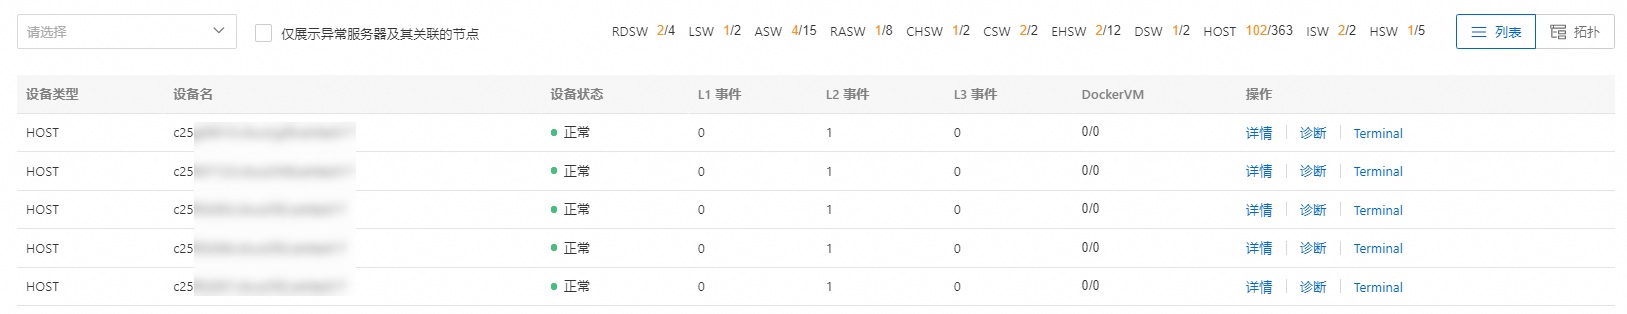 请选择 仅展示异常服务器及其关联的节点 RDSW 2/4 LSW 1/2 ASW 4/15 RASW 1/8 CHSW 1/2 CSW 2/2 EHSW 2/12 DSW 1/2 HOST 102/363 ISW 2/2 HSW 1/5 列表 拓扑
设备类型 设备名 设备状态 L1 事件 L2 事件 L3 事件 DockerVM 操作
HOST c25 正常 0 1 0 0/0 详情 诊断 Terminal
HOST c25 正常 0 1 0 0/0 详情 诊断 Terminal
HOST c25 正常 0 1 0 0/0 详情 诊断 Terminal
HOST c25 正常 0 1 0 0/0 详情 诊断 Terminal
HOST c25 正常 0 1 0 0/0 详情 诊断 Terminal